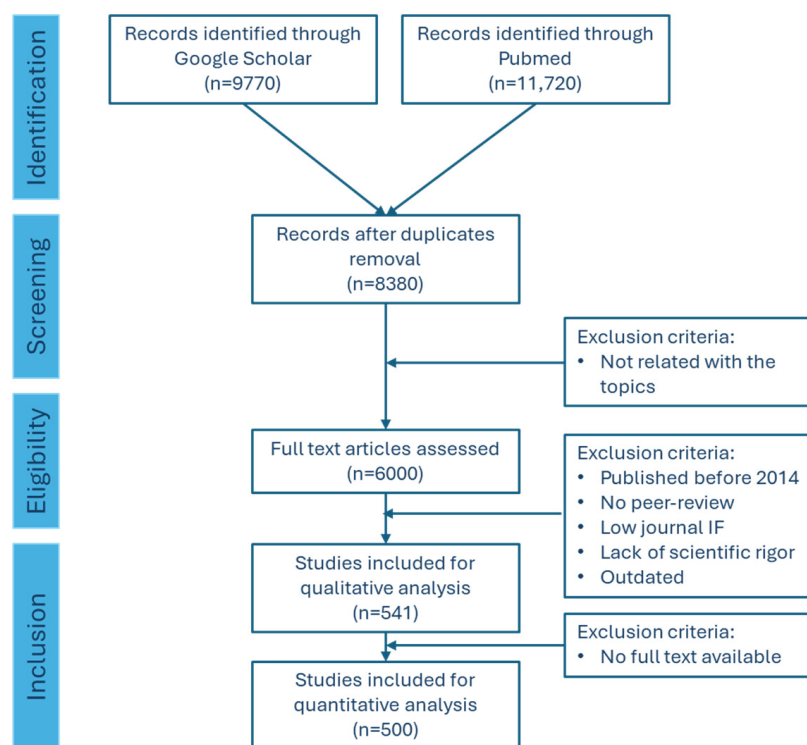 Identification
Records identified through
Google Scholar
(n=9770)
Records identified through
Pubmed
(n=11,720)
Screening
Records after duplicates
removal
(n=8380)
Exclusion criteria:
• Not related with the
topics
Eligibility
Full text articles assessed
(n=6000)
Exclusion criteria:
• Published before 2014
• No peer-review
• Low journal IF
• Lack of scientific rigor
• Outdated
Inclusion
Studies included for
qualitative analysis
(n=541)
Exclusion criteria:
• No full text available
Studies included for
quantitative analysis
(n=500)